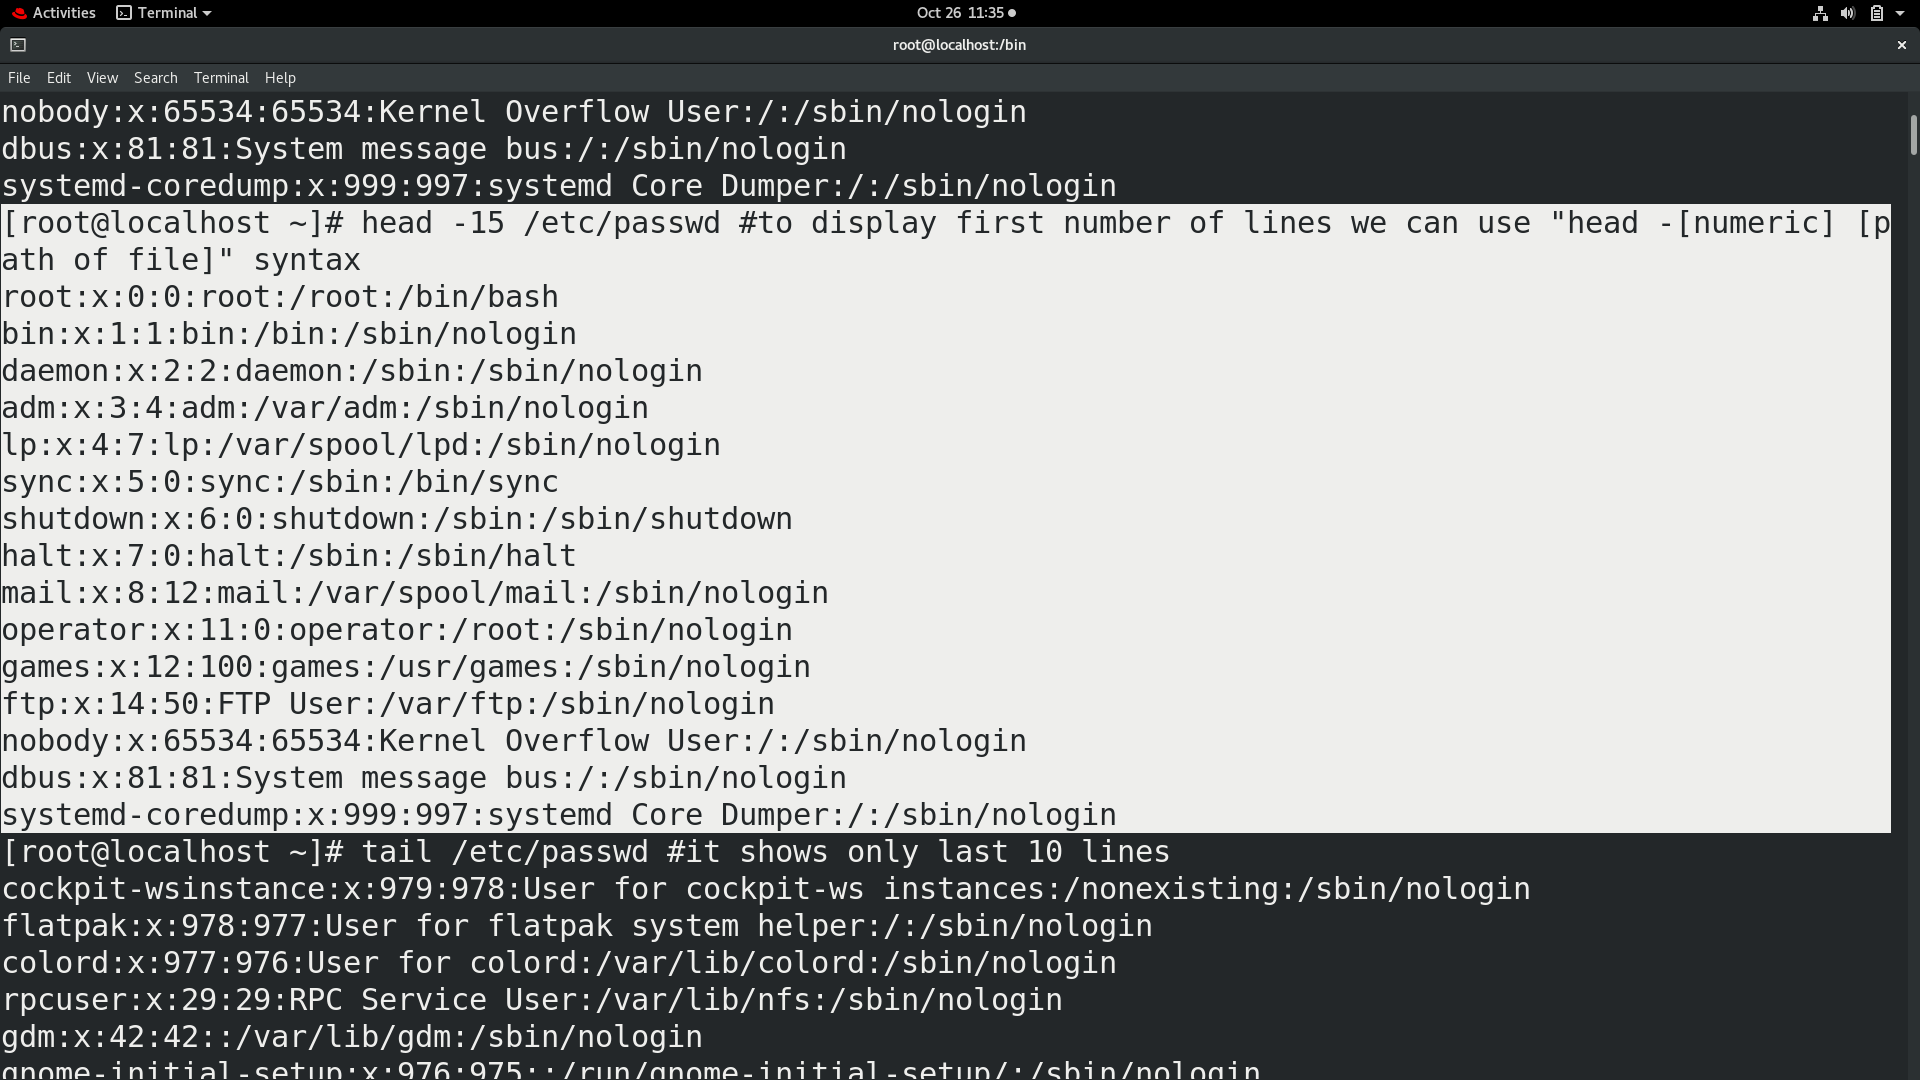 Activities Terminal Oct 26 11:35
root@localhost:/bin
File Edit View Search Terminal Help
nobody:x:65534:65534:Kernel Overflow User:/:/sbin/nologin
dbus:x:81:81:System message bus:/:/sbin/nologin
systemd-coredump:x:999:997:systemd Core Dumper:/:/sbin/nologin
[root@localhost ~]# head -15 /etc/passwd #to display first number of lines we can use "head -[numeric] [p
ath of file]" syntax
root:x:0:0:root:/root:/bin/bash
bin:x:1:1:bin:/bin:/sbin/nologin
daemon:x:2:2:daemon:/sbin:/sbin/nologin
adm:x:3:4:adm:/var/adm:/sbin/nologin
lp:x:4:7:lp:/var/spool/lpd:/sbin/nologin
sync:x:5:0:sync:/sbin:/bin/sync
shutdown:x:6:0:shutdown:/sbin:/sbin/shutdown
halt:x:7:0:halt:/sbin:/sbin/halt
mail:x:8:12:mail:/var/spool/mail:/sbin/nologin
operator:x:11:0:operator:/root:/sbin/nologin
games:x:12:100:games:/usr/games:/sbin/nologin
ftp:x:14:50:FTP User:/var/ftp:/sbin/nologin
nobody:x:65534:65534:Kernel Overflow User:/:/sbin/nologin
dbus:x:81:81:System message bus:/:/sbin/nologin
systemd-coredump:x:999:997:systemd Core Dumper:/:/sbin/nologin
[root@localhost ~]# tail /etc/passwd #it shows only last 10 lines
cockpit-wsinstance:x:979:978:User for cockpit-ws instances:/nonexisting:/sbin/nologin
flatpak:x:978:977:User for flatpak system helper:/:/sbin/nologin
colord:x:977:976:User for colord:/var/lib/colord:/sbin/nologin
rpcuser:x:29:29:RPC Service User:/var/lib/nfs:/sbin/nologin
gdm:x:42:42::/var/lib/gdm:/sbin/nologin
gnome-initial-setup:x:976:975::/run/gnome-initial-setup/:/sbin/nologin